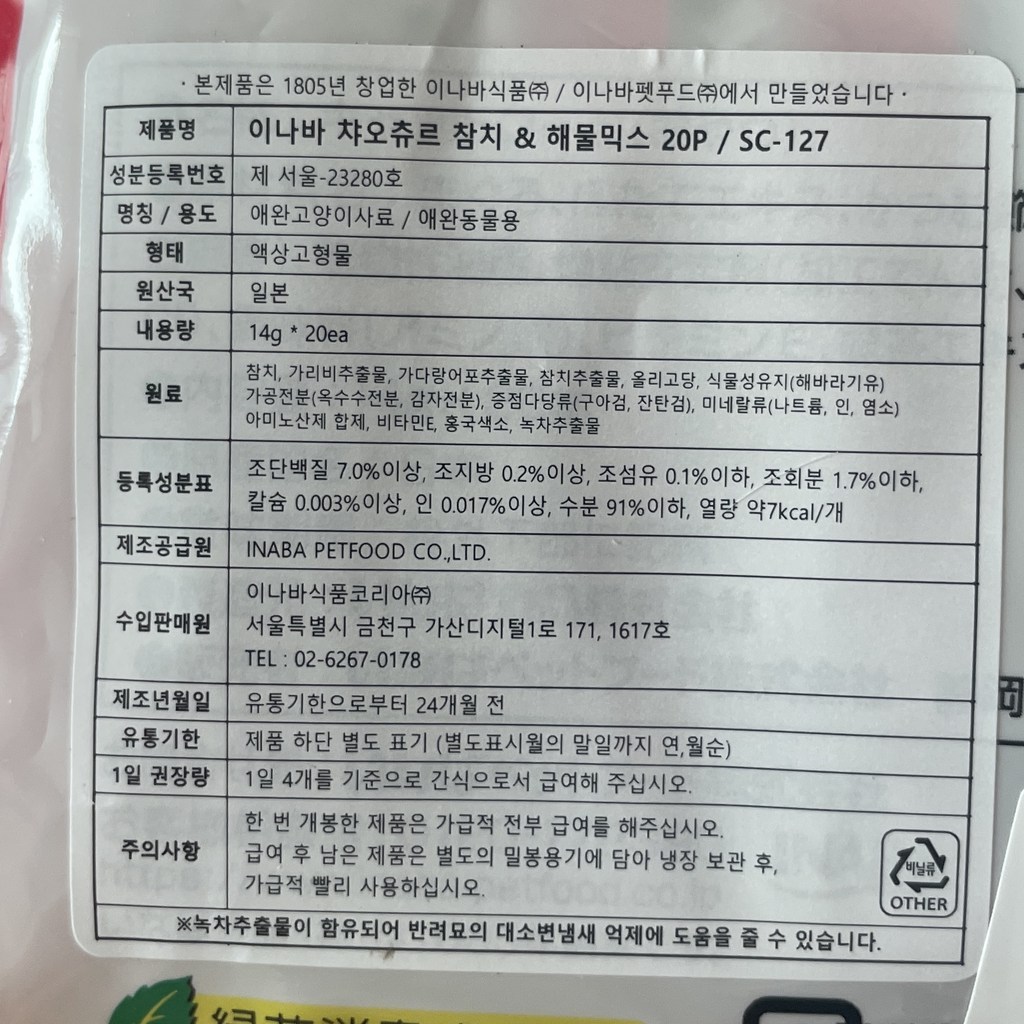 · 본제품은 1805년 창업한 이나바식품㈜ / 이나바펫푸드㈜에서 만들었습니다 ·
제품명 이나바 챠오츄르 참치 & 해물믹스 20P / SC-127
성분등록번호 제 서울-23280호
명칭 / 용도 애완고양이사료 / 애완동물용
형태 액상고형물
원산국 일본
내용량 14g * 20ea
원료 참치, 가리비추출물, 가다랑어포추출물, 참치추출물, 올리고당, 식물성유지(해바라기유)
가공전분(옥수수전분, 감자전분), 증점다당류(구아검, 잔탄검), 미네랄류(나트륨, 인, 염소)
아미노산제 합제, 비타민E, 홍국색소, 녹차추출물
등록성분표 조단백질 7.0%이상, 조지방 0.2%이상, 조섬유 0.1%이하, 조회분 1.7%이하,
칼슘 0.003%이상, 인 0.017%이상, 수분 91%이하, 열량 약7kcal/개
제조공급원 INABA PETFOOD CO.,LTD.
수입판매원 이나바식품코리아㈜
서울특별시 금천구 가산디지털1로 171, 1617호
TEL : 02-6267-0178
제조년월일 유통기한으로부터 24개월 전
유통기한 제품 하단 별도 표기 (별도표시월의 말일까지 연,월순)
1일 권장량 1일 4개를 기준으로 간식으로서 급여해 주십시오.
주의사항 한 번 개봉한 제품은 가급적 전부 급여를 해주십시오.
급여 후 남은 제품은 별도의 밀봉용기에 담아 냉장 보관 후,
가급적 빨리 사용하십시오.
비닐류
OTHER
※녹차추출물이 함유되어 반려묘의 대소변냄새 억제에 도움을 줄 수 있습니다.